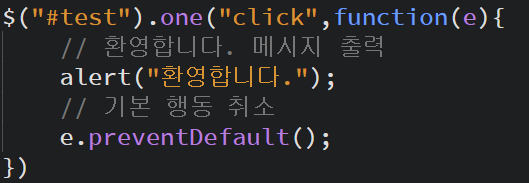 $("#test").one("click",function(e){
    // 환영합니다. 메시지 출력
    alert("환영합니다.");
    // 기본 행동 취소
    e.preventDefault();
})